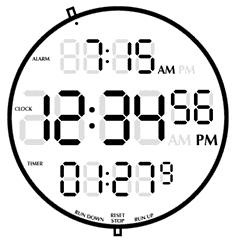 ALARM 7:15 AM PM
CLOCK 12:34 56 AM PM
TIMER 01:27 9
RUN DOWN RESET STOP RUN UP